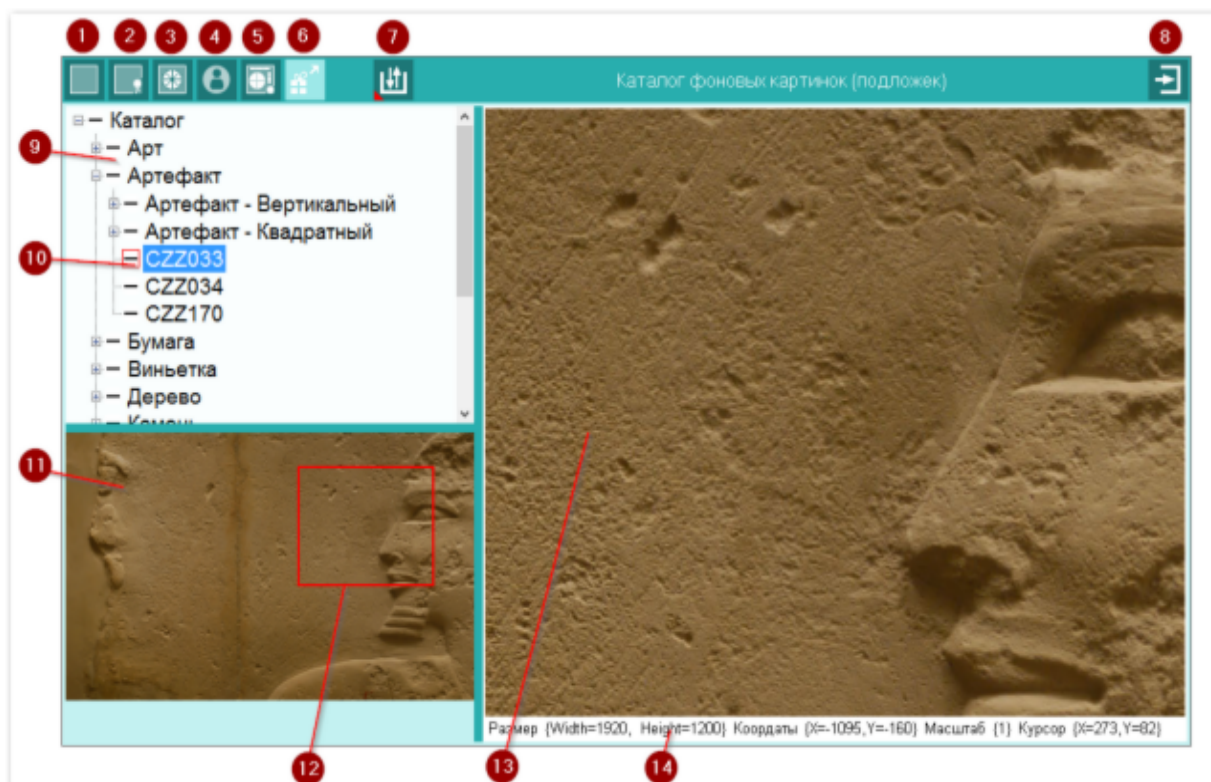 1 2 3 4 5 6 7 8
Каталог фоновых картинок (подложек)
Каталог
9
Арт
Артефакт
Артефакт - Вертикальный
Артефакт - Квадратный
10
CZZ033
CZZ034
CZZ170
Бумага
Виньетка
Дерево
Камень
11
Размер {Width=1920, Height=1200} Коордаты {X=-1095,Y=-160} Масштаб {1} Курсор {X=273,Y=82}
12 13 14